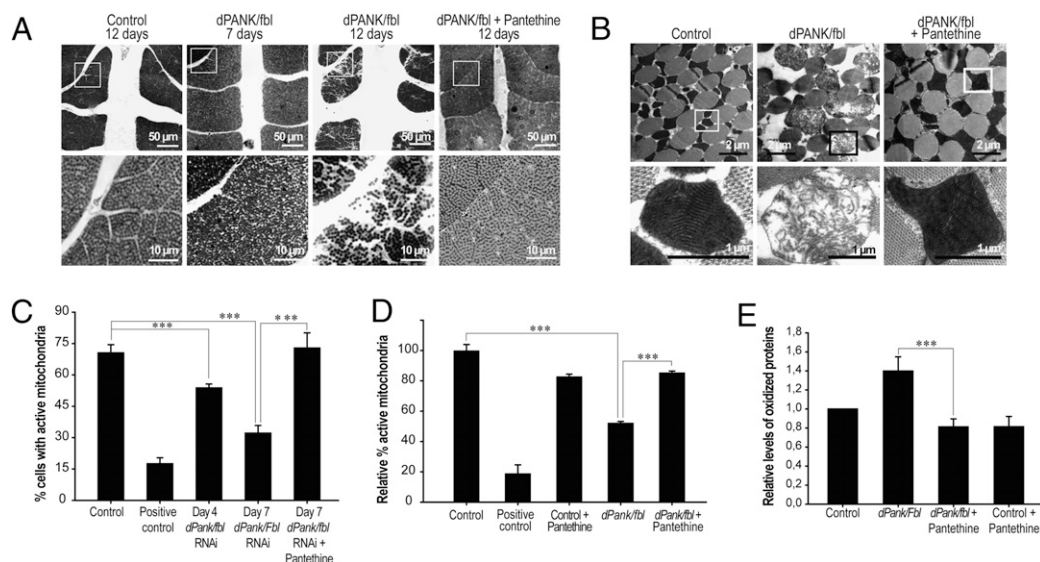 A
Control
12 days
dPANK/fbl
7 days
dPANK/fbl
12 days
dPANK/fbl + Pantethine
12 days
50 µm
50 µm
50 µm
50 µm
10 µm
10 µm
10 µm
10 µm
B
Control
dPANK/fbl
dPANK/fbl
+ Pantethine
2 µm
2 µm
2 µm
1 µm
1 µm
1 µm
C
% cells with active mitochondria
90
75
60
45
30
15
0
***
***
***
Control
Positive
control
Day 4
dPank/fbl
RNAi
Day 7
dPank/Fbl
RNAi
Day 7
dPank/fbl
RNAi +
Pantethine
D
Relative % active mitochondria
100
80
60
40
20
0
***
***
Control
Positive
control
Control +
Pantethine
dPank/fbl
dPank/fbl
+ Pantethine
E
Relative levels of oxidized proteins
1,8
1,6
1,4
1,2
1,0
0,8
0,6
0,4
0,2
0,0
***
Control
dPank/Fbl
dPank/fbl +
Pantethine
Control +
Pantethine